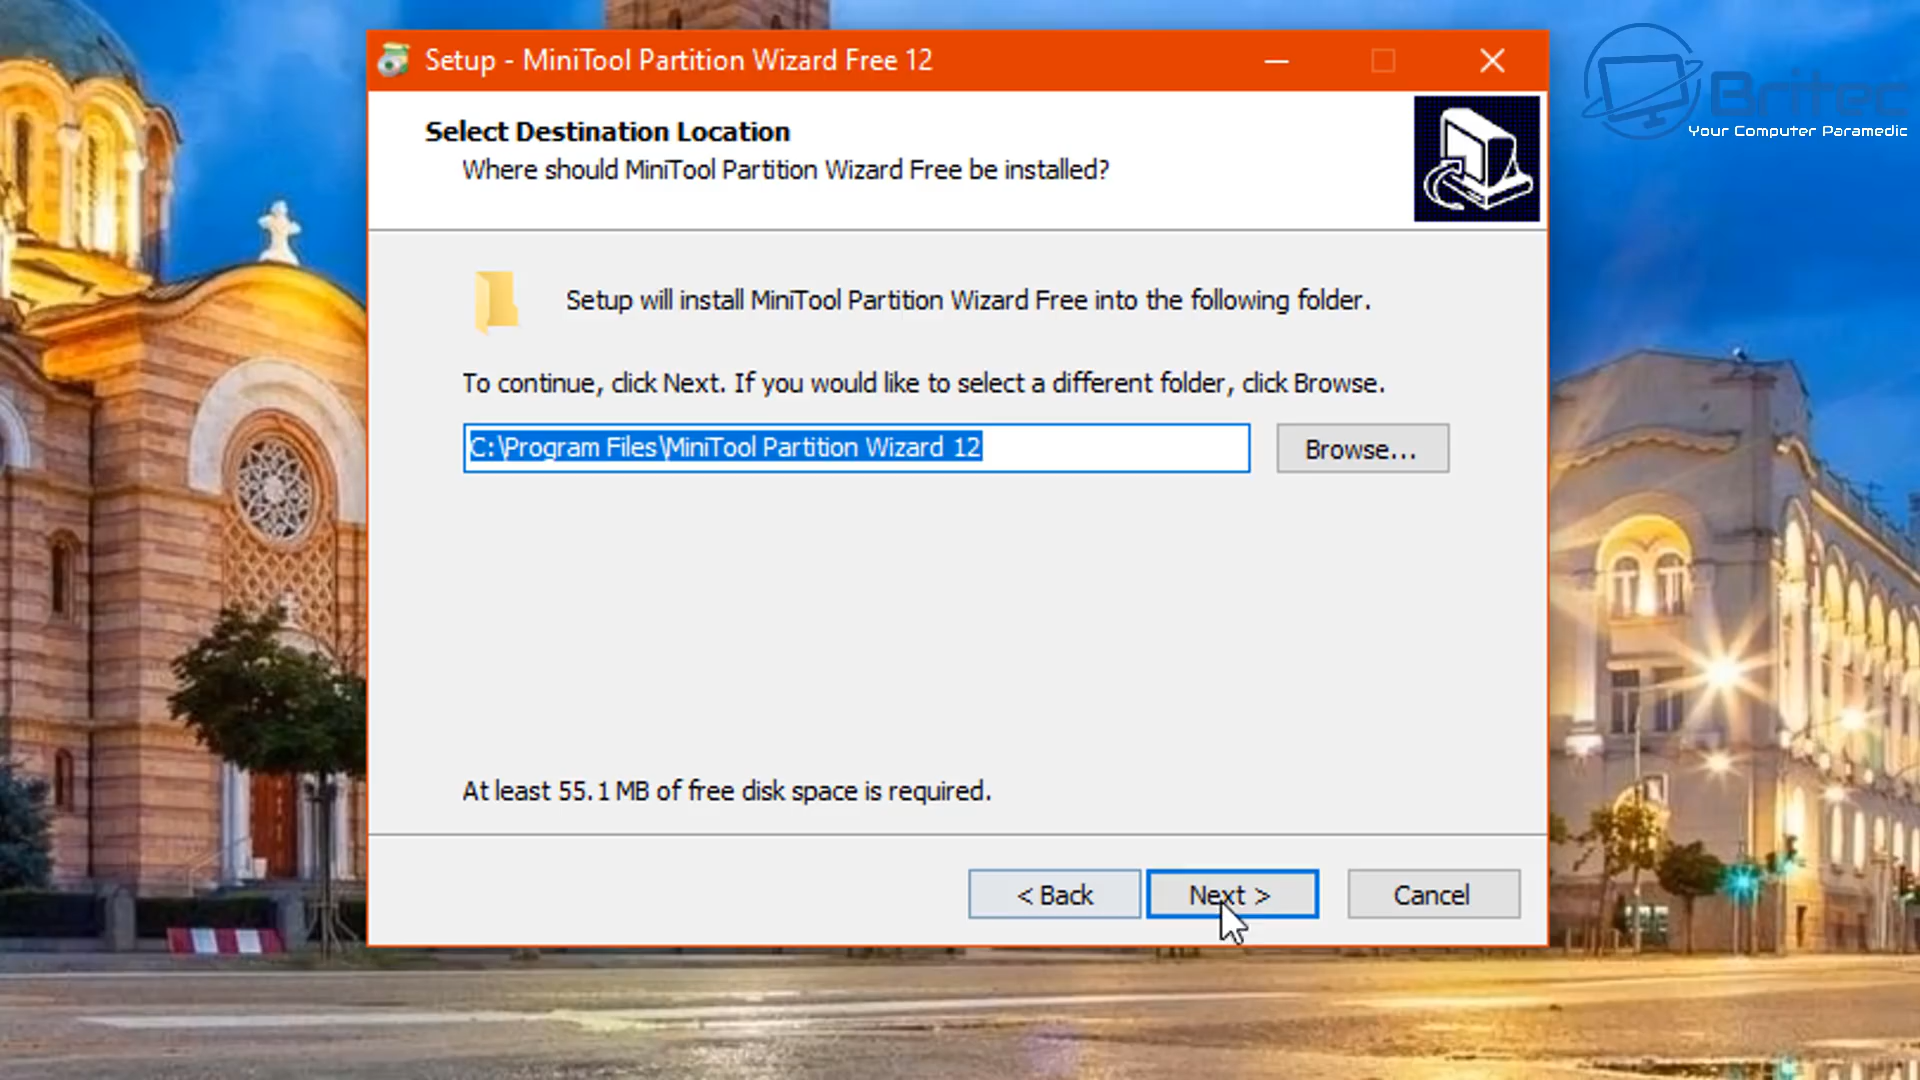 Setup - MiniTool Partition Wizard Free 12
Britec
Your Computer Paramedic
Select Destination Location
Where should MiniTool Partition Wizard Free be installed?
Setup will install MiniTool Partition Wizard Free into the following folder.
To continue, click Next. If you would like to select a different folder, click Browse.
C:\Program Files\MiniTool Partition Wizard 12
Browse...
At least 55.1 MB of free disk space is required.
< Back
Next >
Cancel